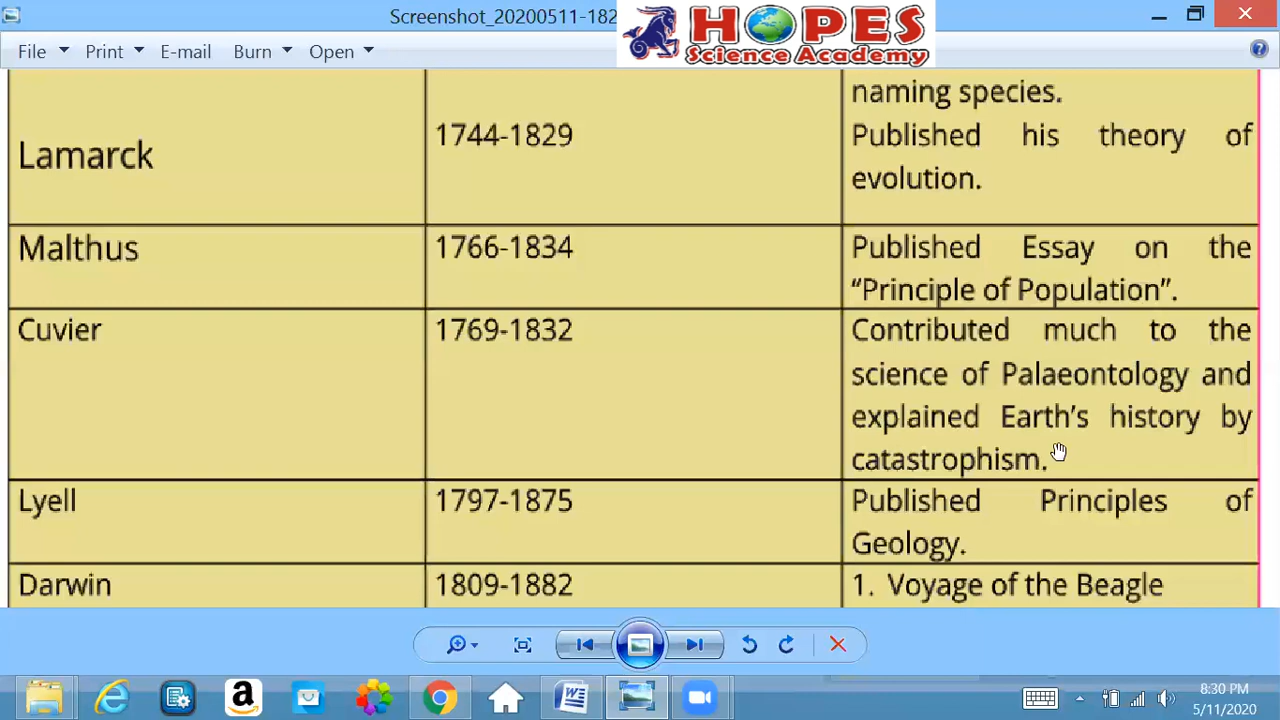 Screenshot_20200511-182
HOPES
Science Academy
File Print E-mail Burn Open
naming species.
Lamarck 1744-1829 Published his theory of
evolution.
Malthus 1766-1834 Published Essay on the
“Principle of Population”.
Cuvier 1769-1832 Contributed much to the
science of Palaeontology and
explained Earth’s history by
catastrophism.
Lyell 1797-1875 Published Principles of
Geology.
Darwin 1809-1882 1. Voyage of the Beagle
8:30 PM
5/11/2020